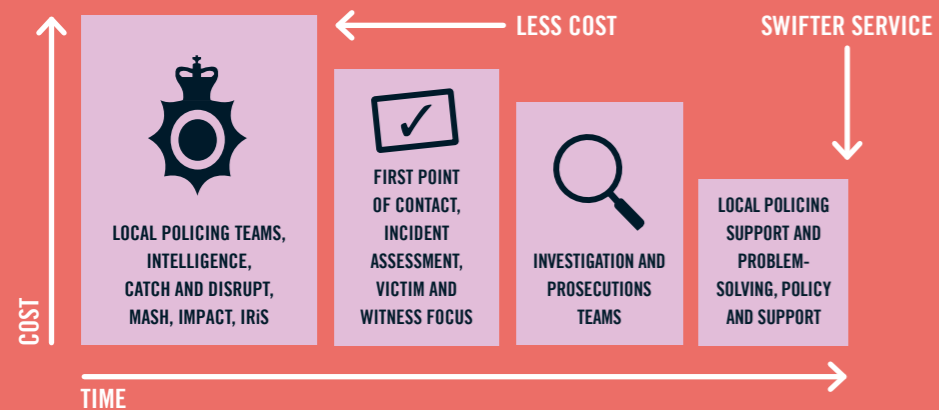 LESS COST
SWIFTER SERVICE
COST
LOCAL POLICING TEAMS,
INTELLIGENCE,
CATCH AND DISRUPT,
MASH, IMPACT, IRiS
FIRST POINT
OF CONTACT,
INCIDENT
ASSESSMENT,
VICTIM AND
WITNESS FOCUS
INVESTIGATION AND
PROSECUTIONS
TEAMS
LOCAL POLICING
SUPPORT AND
PROBLEM-
SOLVING, POLICY
AND SUPPORT
TIME